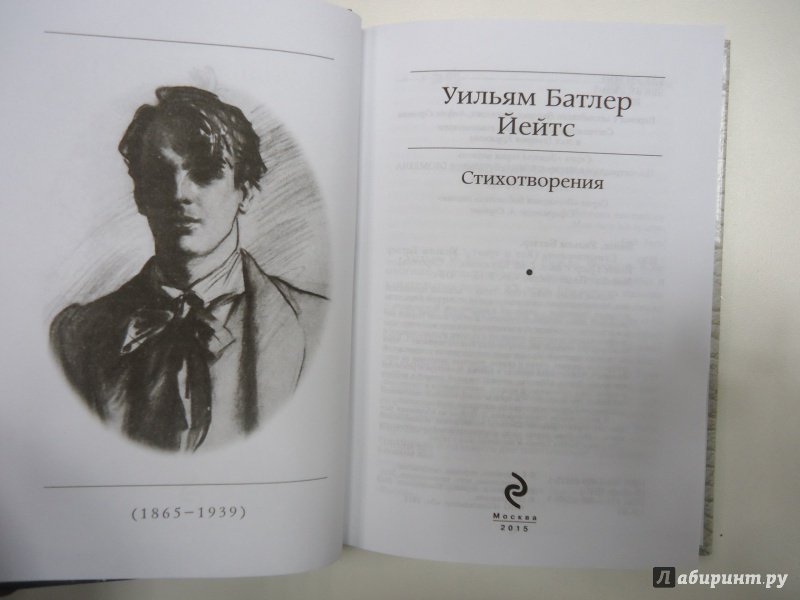 (1865–1939)
Уильям Батлер
Йейтс
Стихотворения
Москва
2015
Лабиринт.ру